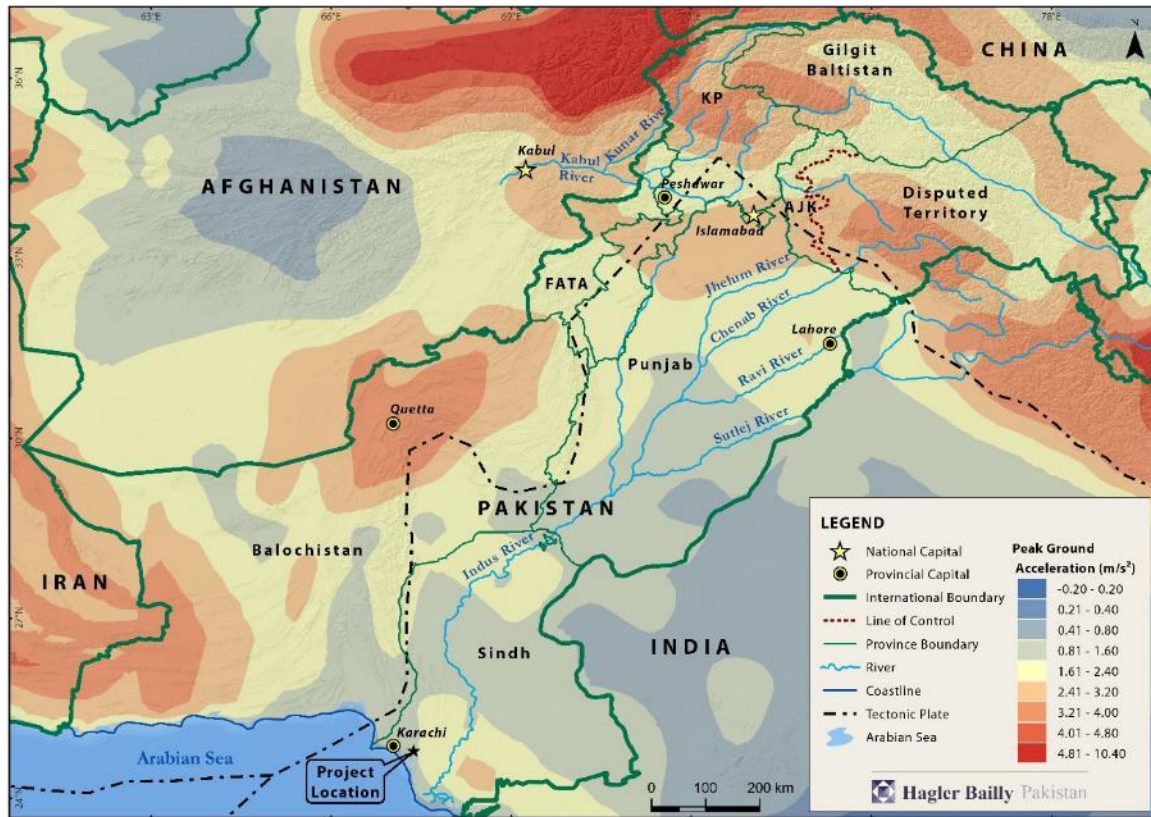 63°E
66°E
69°E
78°E
36°N
33°N
30°N
27°N
24°N
CHINA
Gilgit
Baltistan
KP
Kabul
Kabul
River
Kunar River
AFGHANISTAN
Peshawar
AJK
Disputed
Territory
Islamabad
FATA
Jhelum River
Chenab River
Lahore
Punjab
Ravi River
Quetta
Sutlej River
PAKISTAN
Balochistan
Indus River
IRAN
Sindh
INDIA
Karachi
Arabian Sea
Project
Location
0 100 200 km
LEGEND
National Capital
Provincial Capital
International Boundary
Line of Control
Province Boundary
River
Coastline
Tectonic Plate
Arabian Sea
Peak Ground
Acceleration (m/s²)
-0.20 - 0.20
0.21 - 0.40
0.41 - 0.80
0.81 - 1.60
1.61 - 2.40
2.41 - 3.20
3.21 - 4.00
4.01 - 4.80
4.81 - 10.40
Hagler Bailly Pakistan